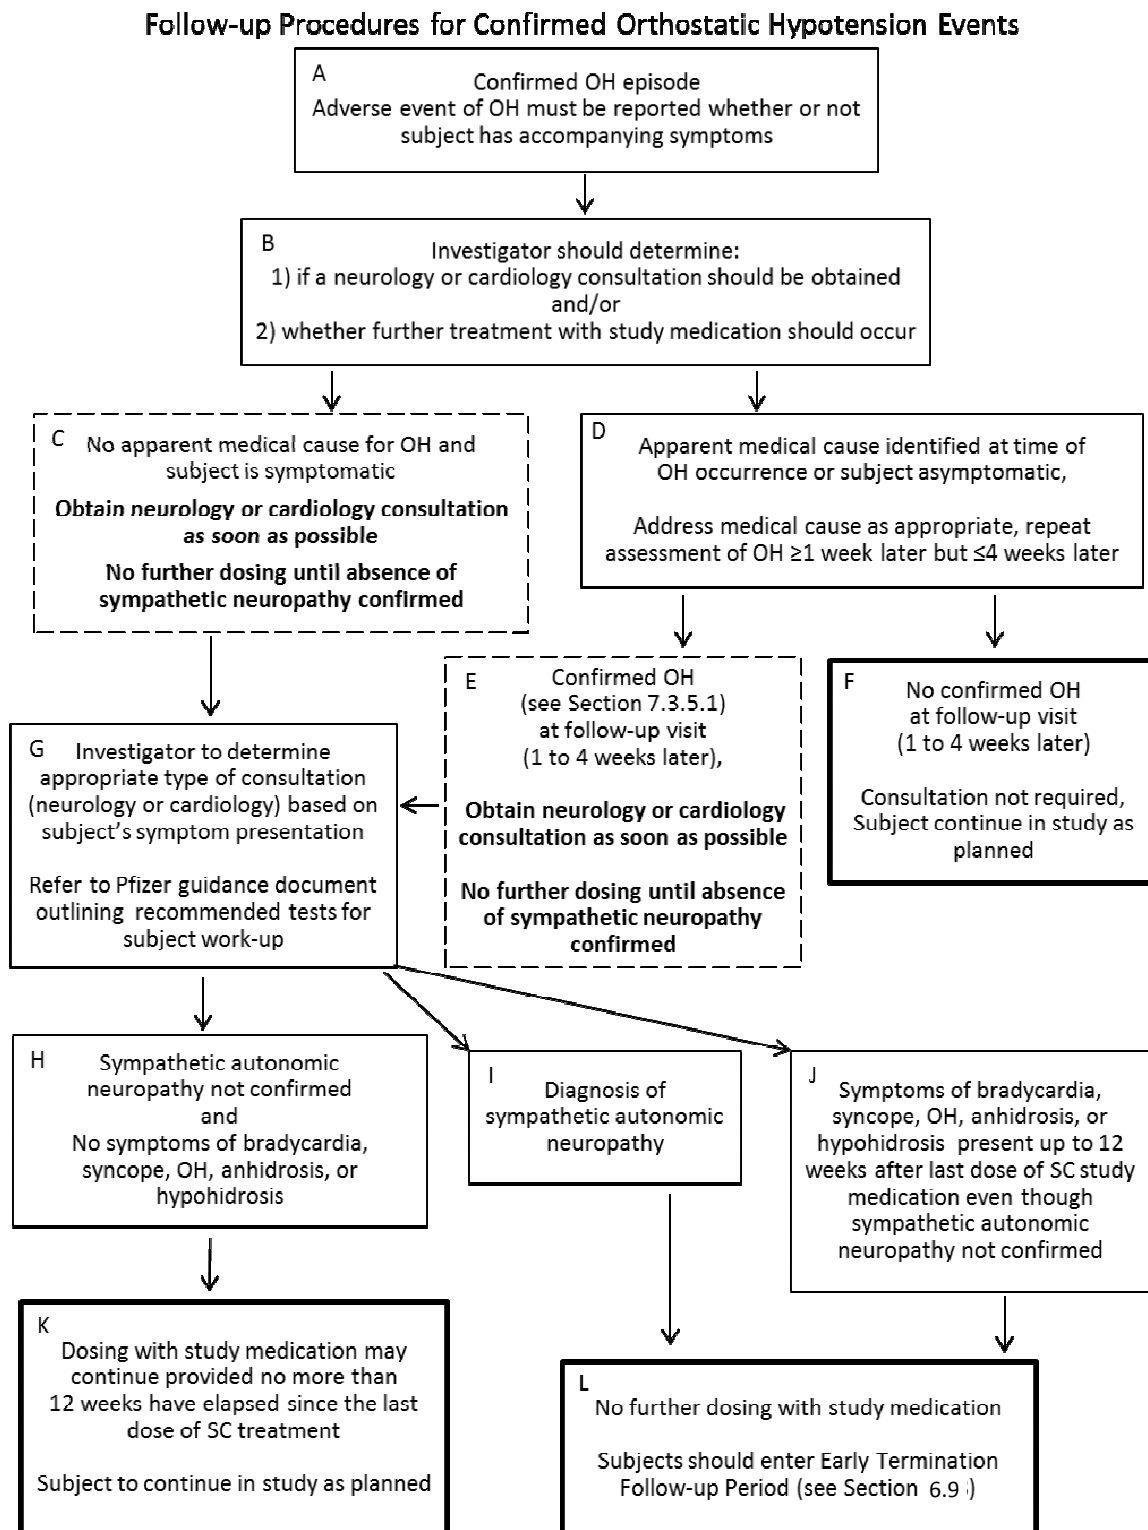 Follow-up Procedures for Confirmed Orthostatic Hypotension Events
A
Confirmed OH episode
Adverse event of OH must be reported whether or not
subject has accompanying symptoms
B
Investigator should determine:
1) if a neurology or cardiology consultation should be obtained
and/or
2) whether further treatment with study medication should occur
C
No apparent medical cause for OH and
subject is symptomatic
Obtain neurology or cardiology consultation
as soon as possible
No further dosing until absence of
sympathetic neuropathy confirmed
D
Apparent medical cause identified at time of
OH occurrence or subject asymptomatic,
Address medical cause as appropriate, repeat
assessment of OH ≥1 week later but ≤4 weeks later
E
Confirmed OH
(see Section 7.3.5.1)
at follow-up visit
(1 to 4 weeks later),
Obtain neurology or cardiology
consultation as soon as possible
No further dosing until absence
of sympathetic neuropathy
confirmed
F
No confirmed OH
at follow-up visit
(1 to 4 weeks later)
Consultation not required,
Subject continue in study as
planned
G
Investigator to determine
appropriate type of consultation
(neurology or cardiology) based on
subject's symptom presentation
Refer to Pfizer guidance document
outlining recommended tests for
subject work-up
H
Sympathetic autonomic
neuropathy not confirmed
and
No symptoms of bradycardia,
syncope, OH, anhidrosis, or
hypohidrosis
I
Diagnosis of
sympathetic autonomic
neuropathy
J
Symptoms of bradycardia,
syncope, OH, anhidrosis, or
hypohidrosis present up to 12
weeks after last dose of SC study
medication even though
sympathetic autonomic
neuropathy not confirmed
K
Dosing with study medication may
continue provided no more than
12 weeks have elapsed since the last
dose of SC treatment
Subject to continue in study as planned
L
No further dosing with study medication
Subjects should enter Early Termination
Follow-up Period (see Section 6.9 )